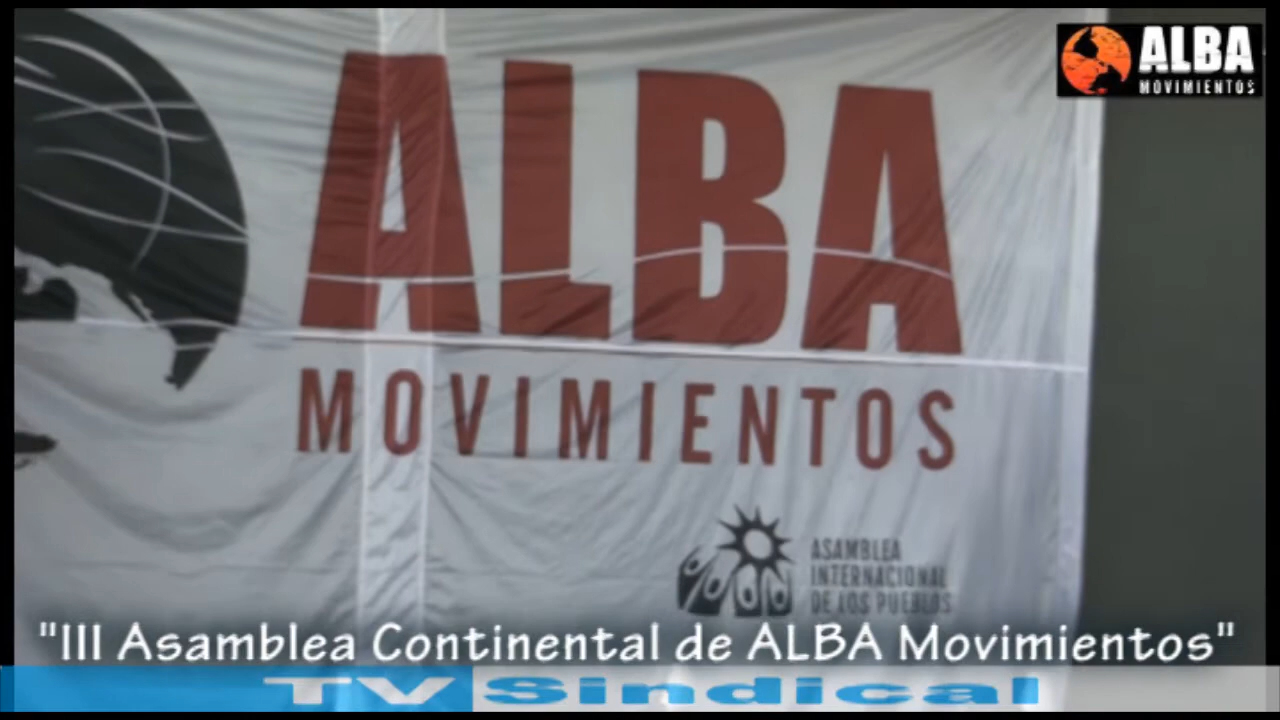 ALBA
MOVIMIENTOS
ALBA
MOVIMIENTOS
ASAMBLEA
INTERNACIONAL
DE LOS PUEBLOS
"III Asamblea Continental de ALBA Movimientos"
TV Sindical